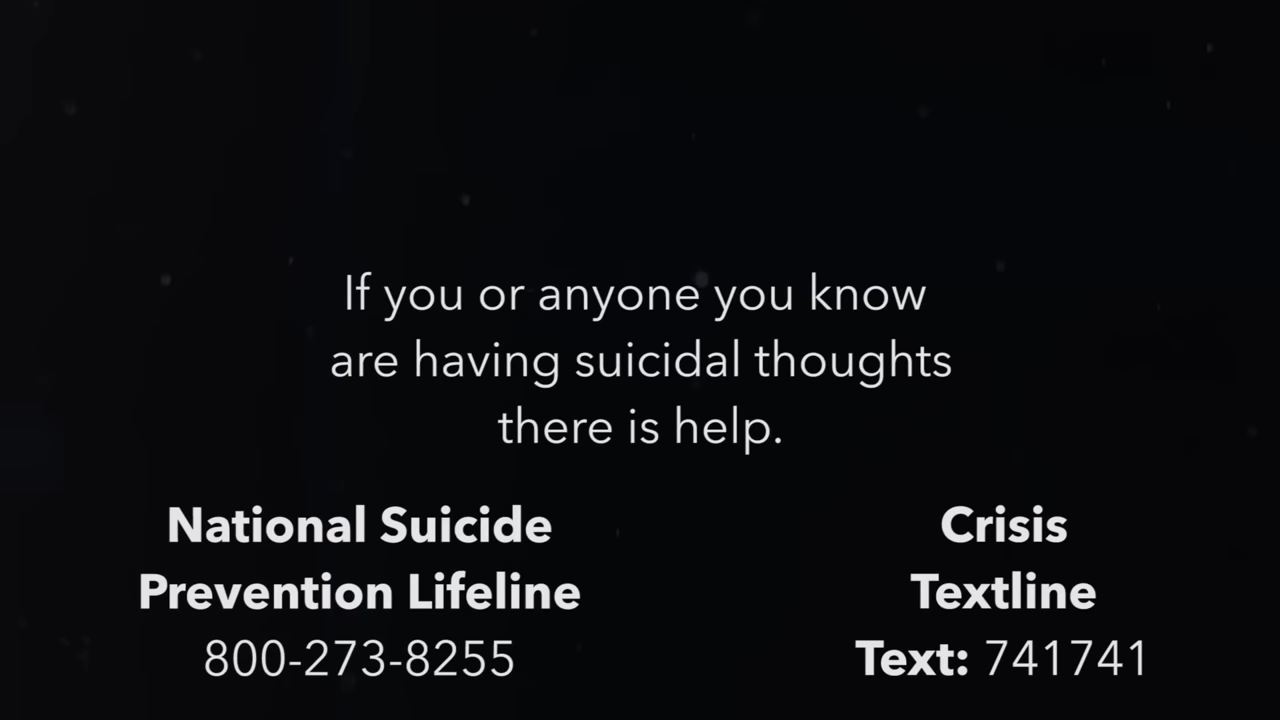 If you or anyone you know
are having suicidal thoughts
there is help.
National Suicide
Prevention Lifeline
800-273-8255
Crisis
Textline
Text: 741741